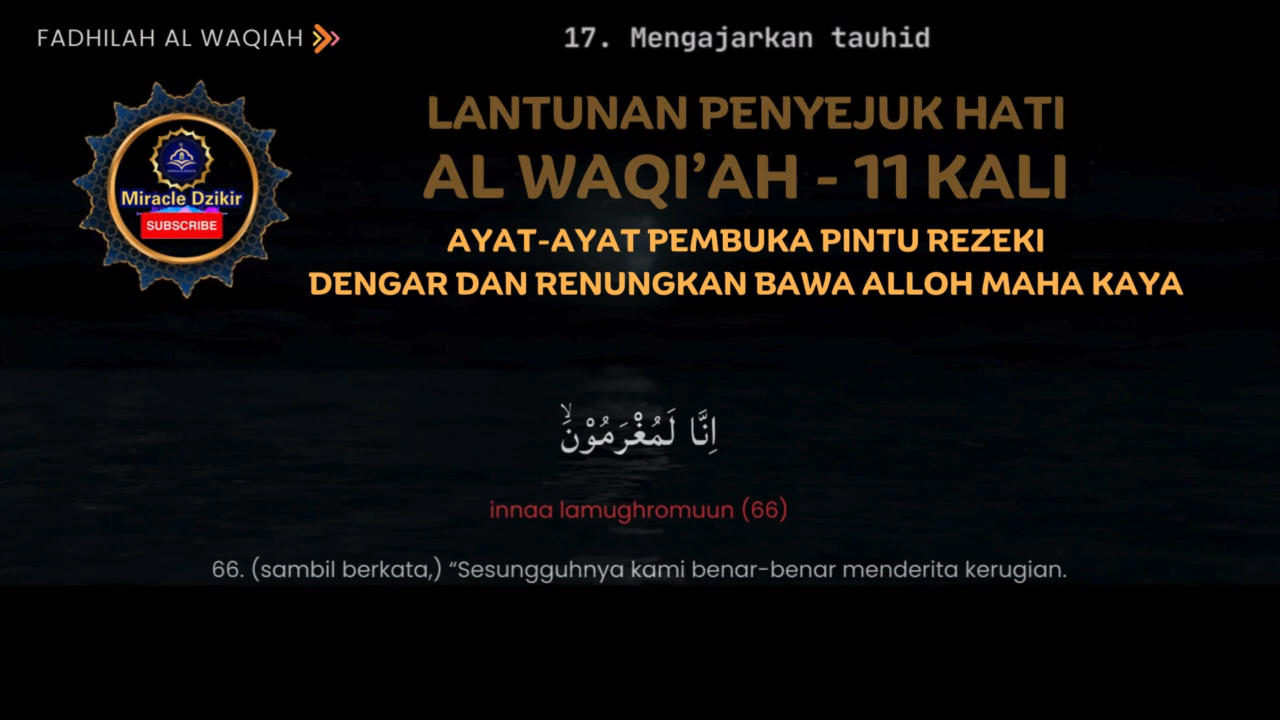 FADHILAH AL WAQIAH
17. Mengajarkan tauhid
LANTUNAN PENYEJUK HATI
AL WAQI’AH - 11 KALI
AYAT-AYAT PEMBUKA PINTU REZEKI
DENGAR DAN RENUNGKAN BAWA ALLOH MAHA KAYA
Miracle Dzikir
SUBSCRIBE
اِنَّا لَمُغْرَمُوْنَۙ
innaa lamughromuun (66)
66. (sambil berkata,) “Sesungguhnya kami benar-benar menderita kerugian.